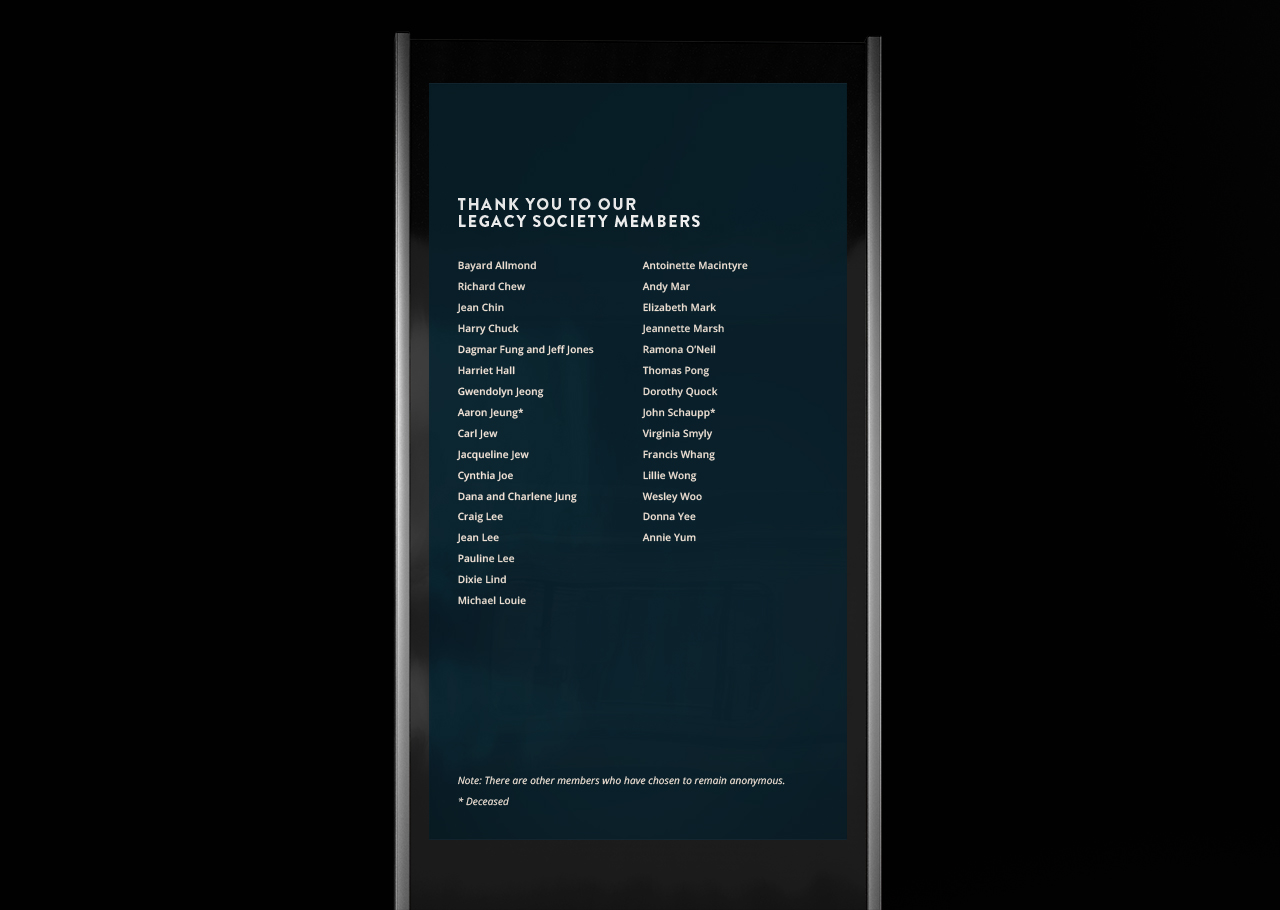 THANK YOU TO OUR
LEGACY SOCIETY MEMBERS
Bayard Allmond
Richard Chew
Jean Chin
Harry Chuck
Dagmar Fung and Jeff Jones
Harriet Hall
Gwendolyn Jeong
Aaron Jeung*
Carl Jew
Jacqueline Jew
Cynthia Joe
Dana and Charlene Jung
Craig Lee
Jean Lee
Pauline Lee
Dixie Lind
Michael Louie
Antoinette Macintyre
Andy Mar
Elizabeth Mark
Jeannette Marsh
Ramona O'Neil
Thomas Pong
Dorothy Quock
John Schaupp*
Virginia Smyly
Francis Whang
Lillie Wong
Wesley Woo
Donna Yee
Annie Yum
Note: There are other members who have chosen to remain anonymous.
* Deceased